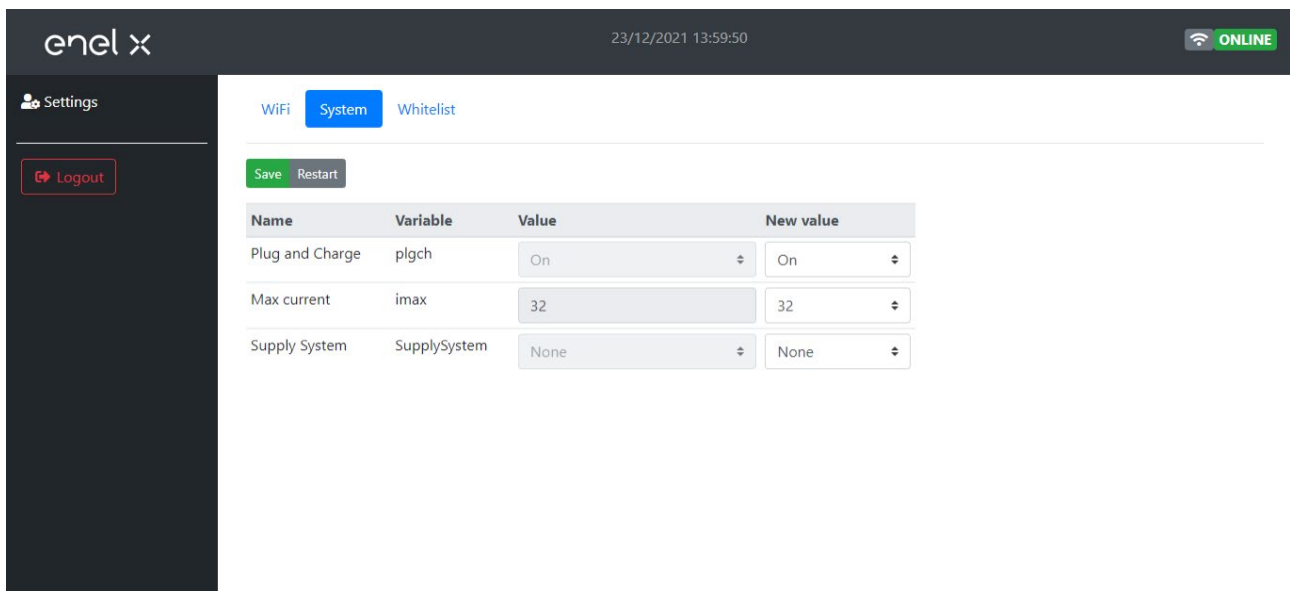 enel x
23/12/2021 13:59:50
ONLINE
Settings
Logout
WiFi System Whitelist
Save Restart
Name Variable Value New value
Plug and Charge plgch On On
Max current imax 32 32
Supply System SupplySystem None None